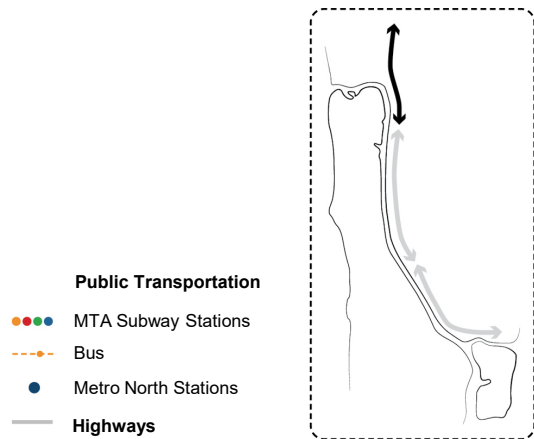 Public Transportation
MTA Subway Stations
Bus
Metro North Stations
Highways